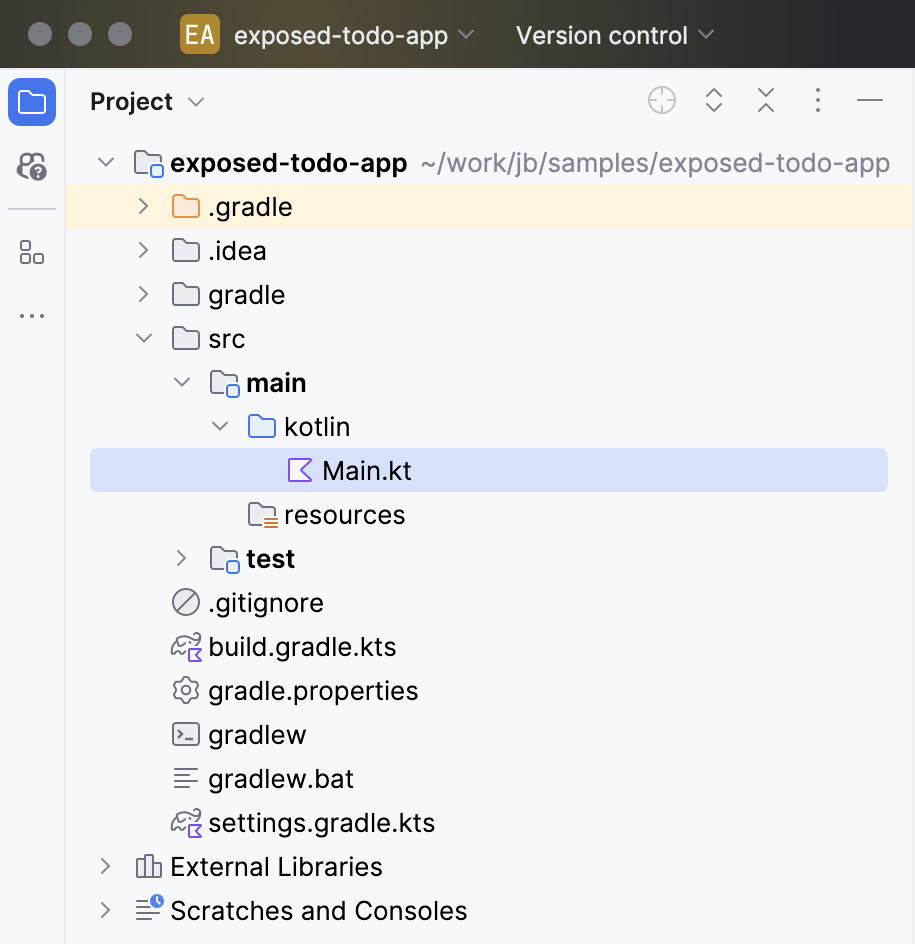 EA exposed-todo-app Version control
Project
exposed-todo-app ~/work/jb/samples/exposed-todo-app
.gradle
.idea
gradle
src
main
kotlin
Main.kt
resources
test
.gitignore
build.gradle.kts
gradle.properties
gradlew
gradlew.bat
settings.gradle.kts
External Libraries
Scratches and Consoles